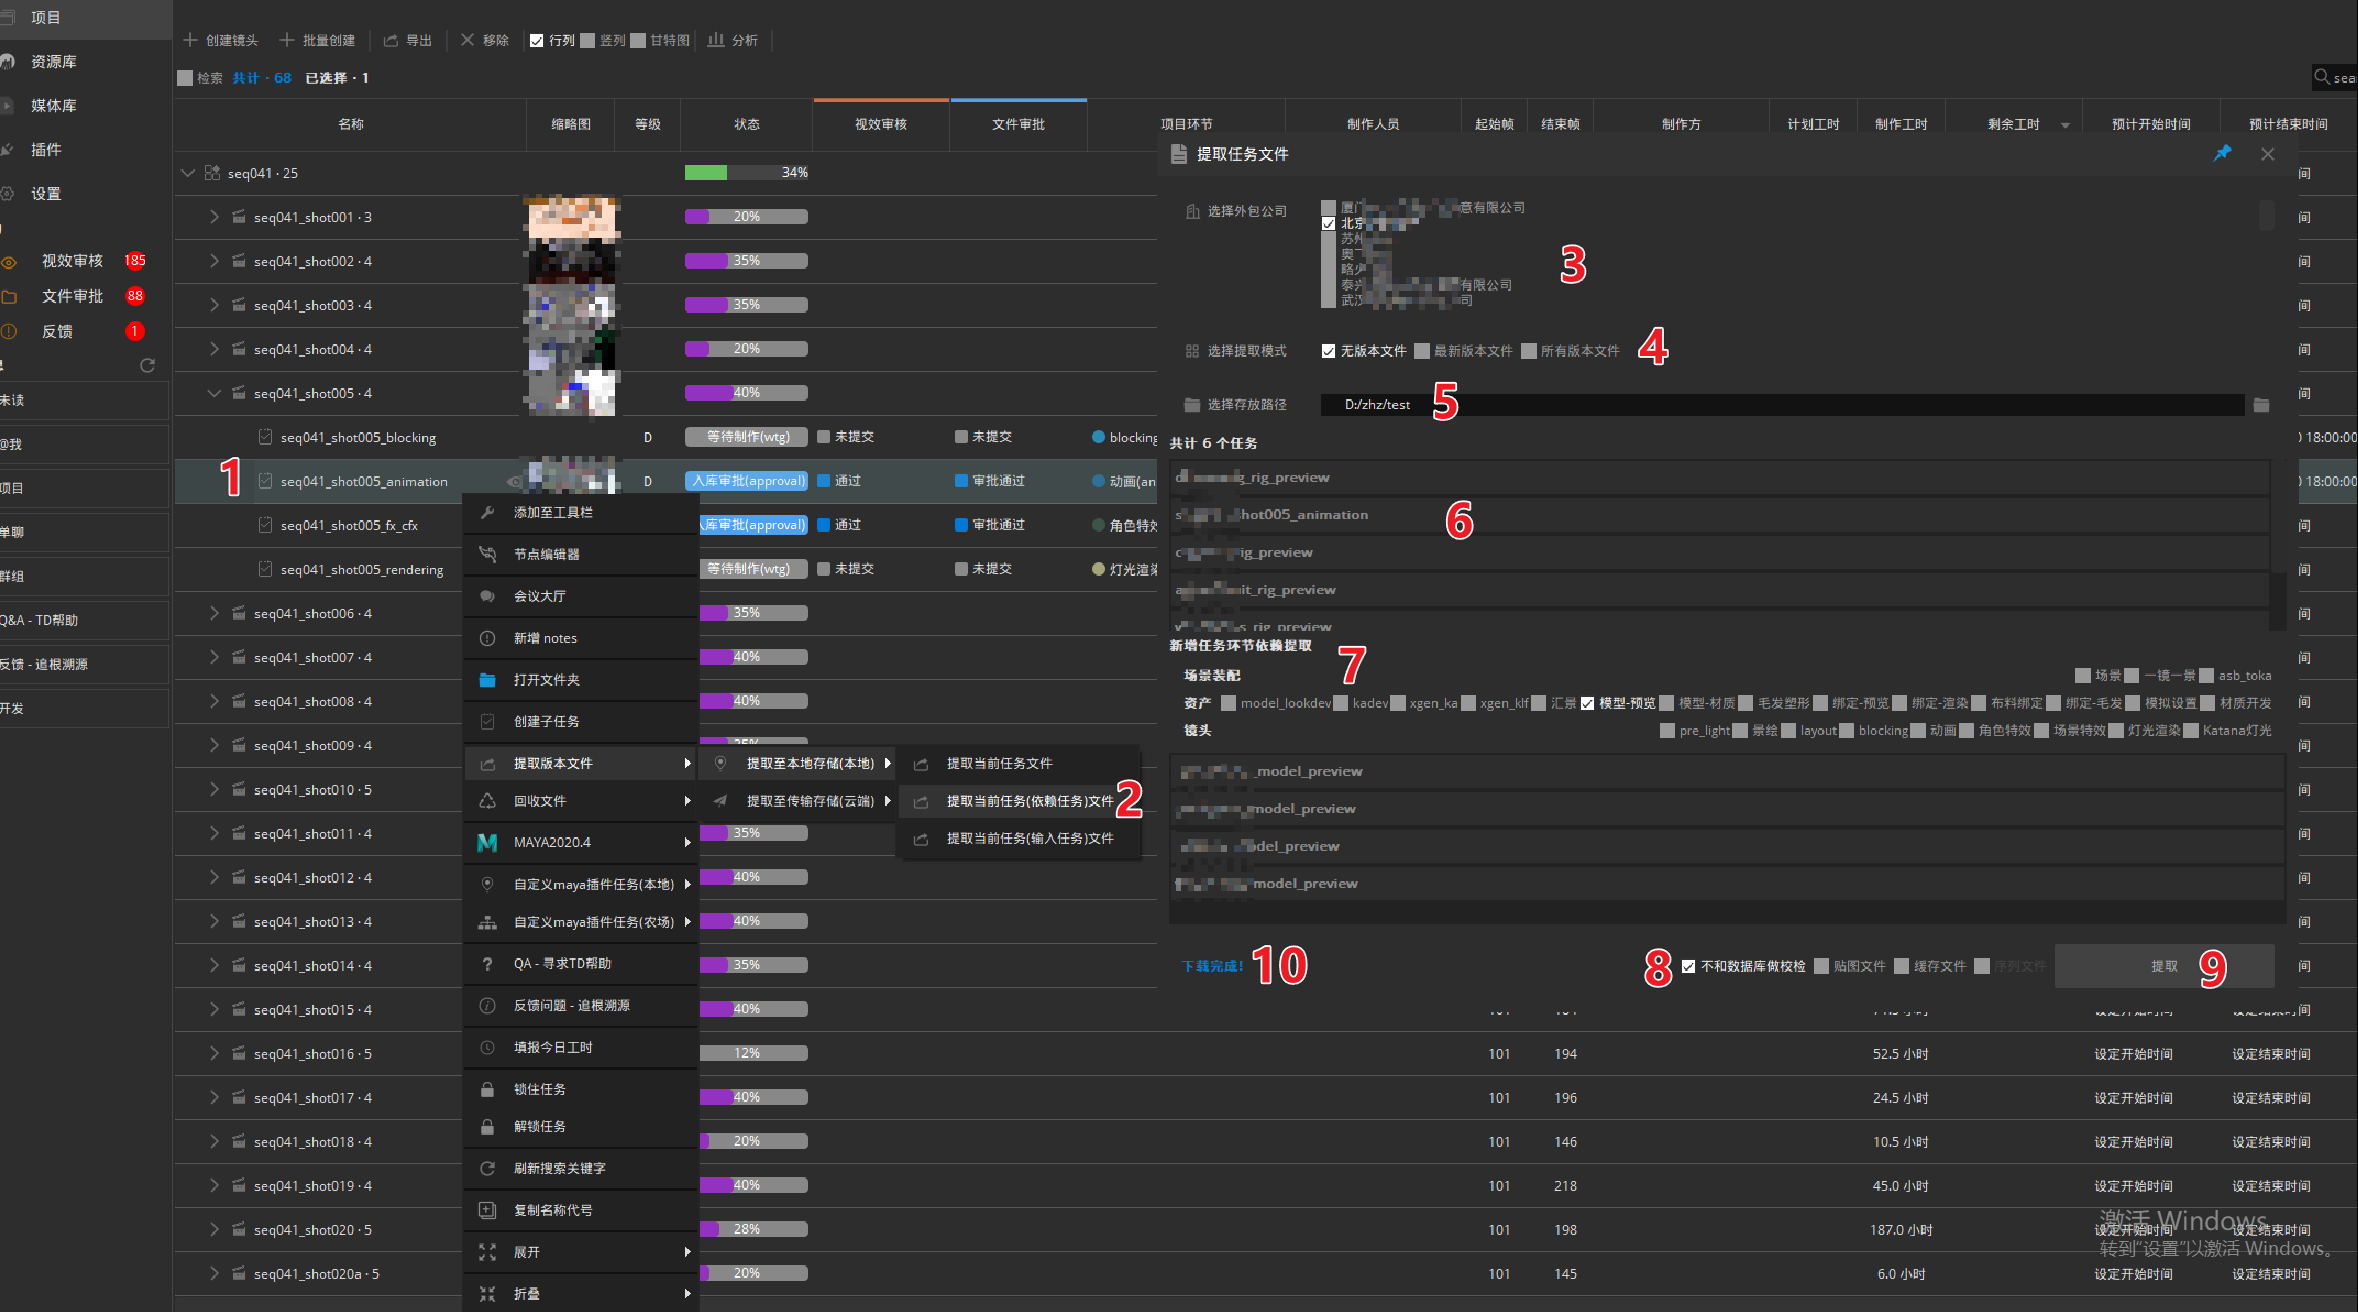 项目
资源库
媒体库
插件
设置
视效审核 185
文件审批 88
反馈 1
未读
@我
项目
单聊
群组
Q&A - TD帮助
反馈 - 追根溯源
开发
创建镜头 批量创建 导出 移除 行列 竖列 甘特图 分析
检索 共计 · 68 已选择 · 1
名称 缩略图 等级 状态 视效审核 文件审批 项目环节 制作人员 起始帧 结束帧 制作方 计划工时 制作工时 剩余工时 预计开始时间 预计结束时间
seq041 · 25 34%
seq041_shot001 · 3 20%
seq041_shot002 · 4 35%
seq041_shot003 · 4 35%
seq041_shot004 · 4 20%
seq041_shot005 · 4 40%
seq041_shot005_blocking D 等待制作(wtg) 未提交 未提交 blocking
1 seq041_shot005_animation D 入库审批(approval) 通过 审批通过 动画(an
seq041_shot005_fx_cfx 入库审批(approval) 通过 审批通过 角色特效
seq041_shot005_rendering 等待制作(wtg) 未提交 未提交 灯光渲染
seq041_shot006 · 4 35%
seq041_shot007 · 4 40%
seq041_shot008 · 4 40%
seq041_shot009 · 4
seq041_shot010 · 5
seq041_shot011 · 4 35%
seq041_shot012 · 4 40%
seq041_shot013 · 4 40%
seq041_shot014 · 4 35%
seq041_shot015 · 4 40%
seq041_shot016 · 5 12% 101 194 52.5 小时 设定开始时间 设定结束时间
seq041_shot017 · 4 40% 101 196 24.5 小时 设定开始时间 设定结束时间
seq041_shot018 · 4 20% 101 146 10.5 小时 设定开始时间 设定结束时间
seq041_shot019 · 4 40% 101 218 45.0 小时 设定开始时间 设定结束时间
seq041_shot020 · 5 28% 101 198 187.0 小时 设定开始时间 设定结束时间
seq041_shot020a · 5 20% 101 145 6.0 小时 设定开始时间 设定结束时间
添加至工具栏
节点编辑器
会议大厅
新增 notes
打开文件夹
创建子任务
提取版本文件
回收文件
MAYA2020.4
自定义maya插件任务(本地)
自定义maya插件任务(农场)
QA - 寻求TD帮助
反馈问题 - 追根溯源
填报今日工时
锁住任务
解锁任务
刷新搜索关键字
复制名称代号
展开
折叠
提取至本地存储(本地)
提取至传输存储(云端)
提取当前任务文件
提取当前任务(依赖任务)文件 2
提取当前任务(输入任务)文件
提取任务文件
选择外包公司
意有限公司
北京
苏州
有限公司
3
选择提取模式 无版本文件 最新版本文件 所有版本文件 4
选择存放路径 D:/zhz/test 5
共计 6 个任务
g_rig_preview
shot005_animation
6
rig_preview
it_rig_preview
s_rig_preview
新增任务环节依赖提取 7
场景装配 场景 一镜一景 asb_toka
资产 model_lookdev kadev xgen_ka xgen_klf 汇景 模型-预览 模型-材质 毛发塑形 绑定-预览 绑定-渲染 布料绑定 绑定-毛发 模拟设置 材质开发
镜头 pre_light 景绘 layout blocking 动画 角色特效 场景特效 灯光渲染 Katana灯光
_model_preview
model_preview
odel_preview
model_preview
下载完成! 10 8 不和数据库做校检 贴图文件 缓存文件 序列文件 提取 9
18:00:00
18:00:00
激活 Windows
转到"设置"以激活 Windows。